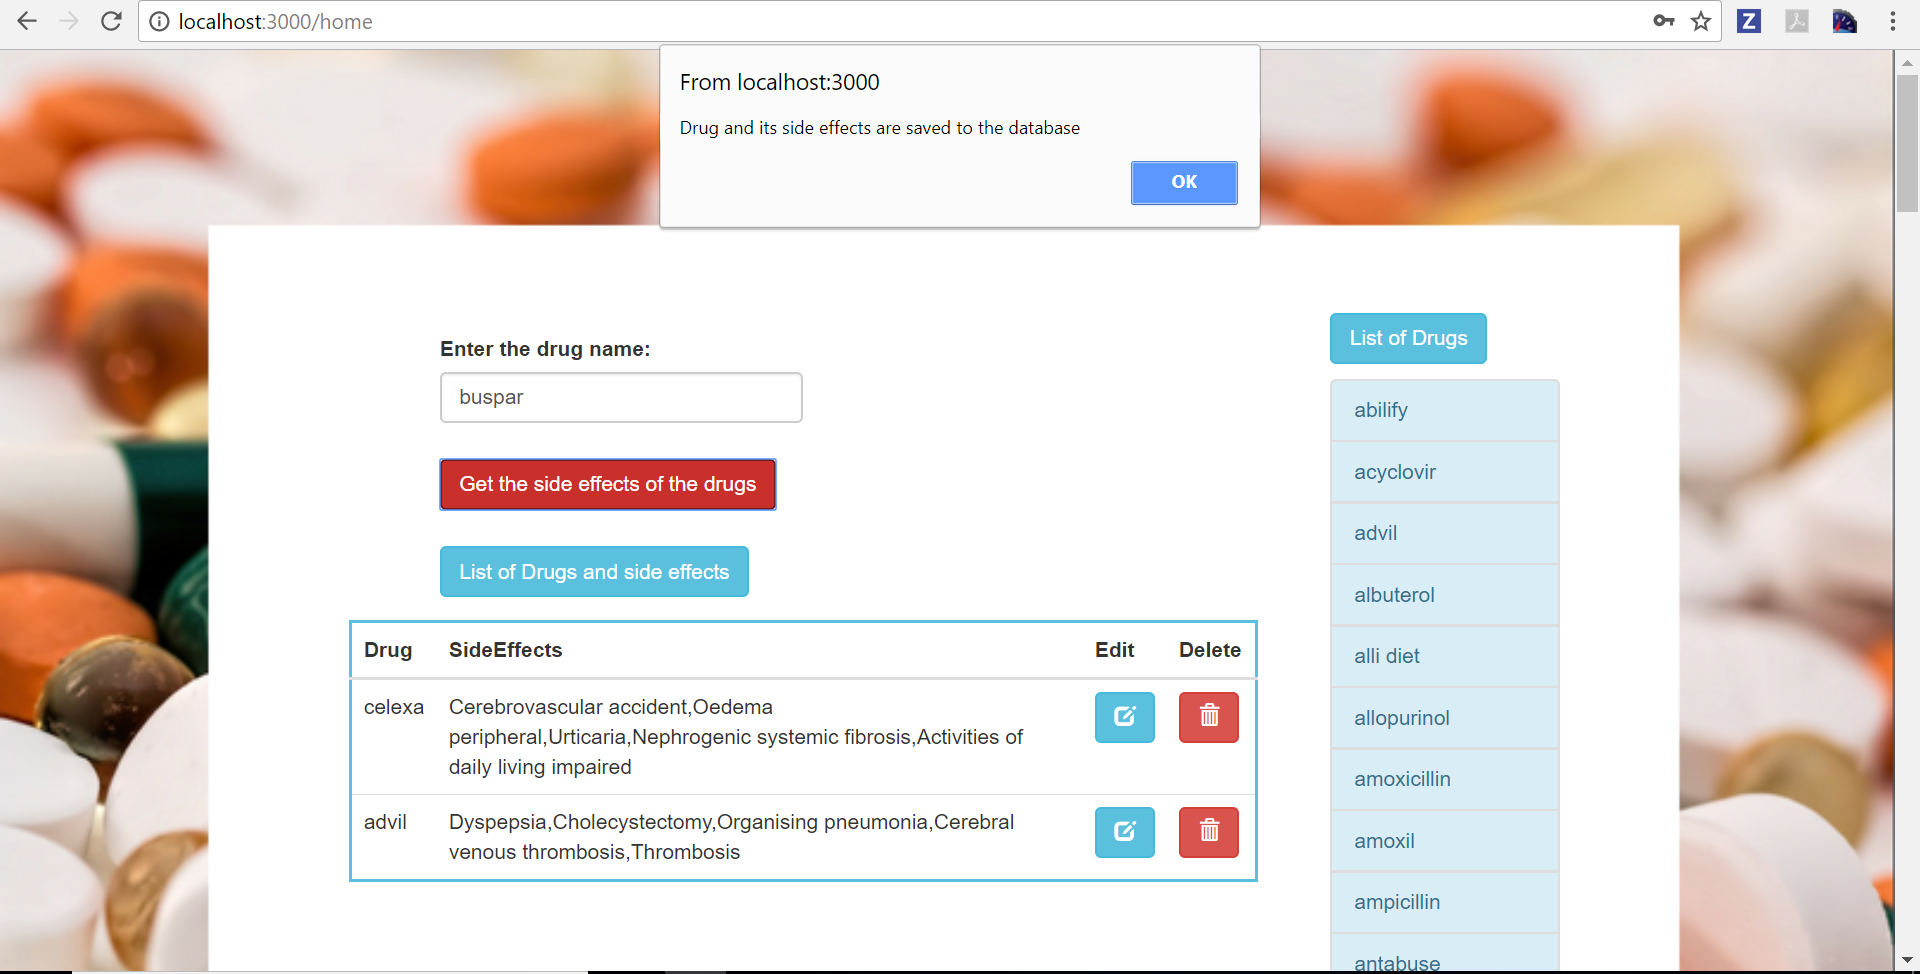 localhost:3000/home
Z
From localhost:3000
Drug and its side effects are saved to the database
OK
Enter the drug name:
buspar
Get the side effects of the drugs
List of Drugs and side effects
Drug SideEffects Edit Delete
celexa Cerebrovascular accident,Oedema
peripheral,Urticaria,Nephrogenic systemic fibrosis,Activities of
daily living impaired
advil Dyspepsia,Cholecystectomy,Organising pneumonia,Cerebral
venous thrombosis,Thrombosis
List of Drugs
abilify
acyclovir
advil
albuterol
alli diet
allopurinol
amoxicillin
amoxil
ampicillin
antabuse